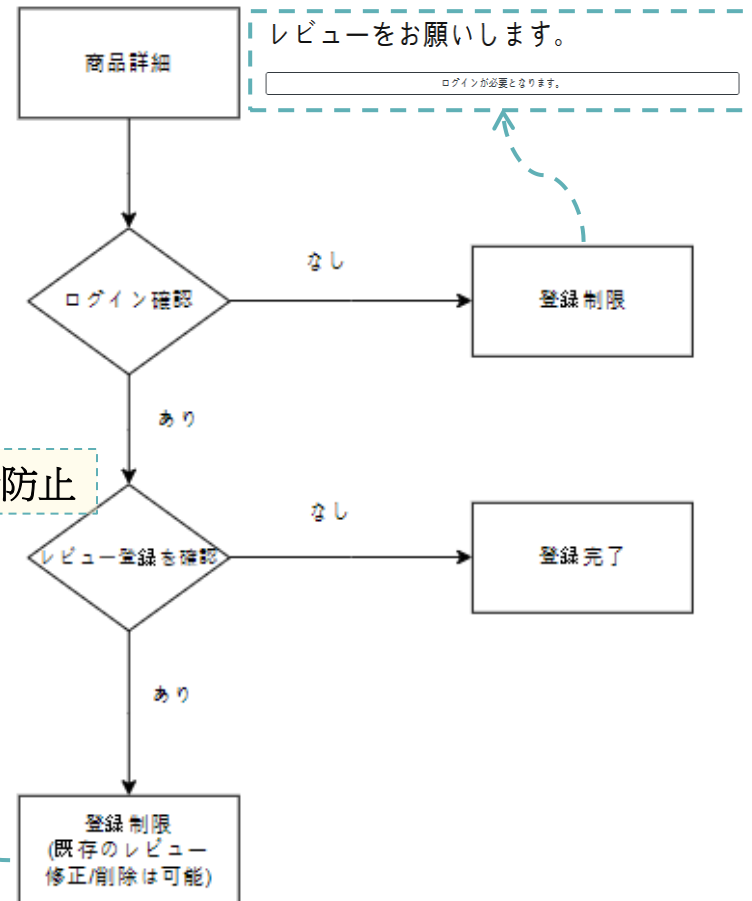 商品詳細
レビューをお願いします。
ログインが必要となります。
ログイン確認
なし
登録制限
あり
防止
レビュー登録を確認
なし
登録完了
あり
登録制限
(既存のレビュー
修正/削除は可能)